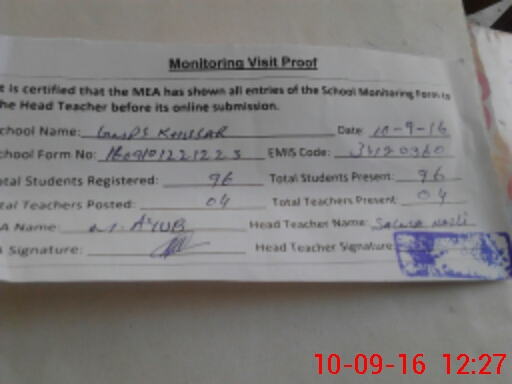 Monitoring Visit Proof
t is certified that the MEA has shown all entries of the School Monitoring Form to
he Head Teacher before its online submission.
chool Name: GMPS Date: 10-9-16
chool Form No: EMIS Code:
otal Students Registered: 96 Total Students Present: 96
otal Teachers Posted: 04 Total Teachers Present: 04
A Name: M. AYUB Head Teacher Name:
A Signature: Head Teacher Signature
10-09-16 12:27